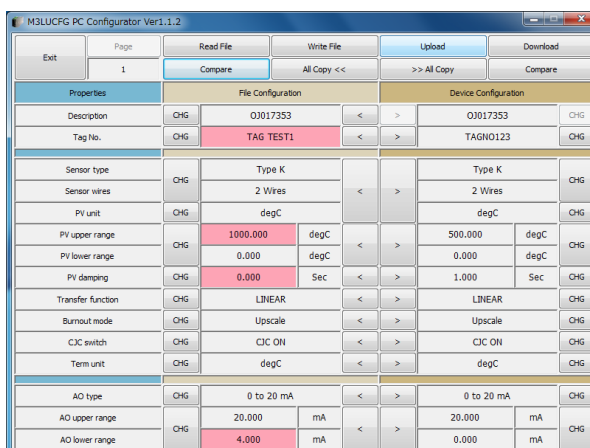 M3LUCFG PC Configurator Ver1.1.2
Exit Page Read File Write File Upload Download
1 Compare All Copy << >> All Copy Compare
Properties File Configuration Device Configuration
Description CHG OJ017353 < > OJ017353 CHG
Tag No. CHG TAG TEST1 < > TAGNO123 CHG
Sensor type CHG Type K < > Type K CHG
Sensor wires 2 Wires 2 Wires
PV unit CHG degC degC CHG
PV upper range CHG 1000.000 degC < > 500.000 degC CHG
PV lower range 0.000 degC 0.000 degC
PV damping CHG 0.000 Sec < > 1.000 Sec CHG
Transfer function CHG LINEAR < > LINEAR CHG
Burnout mode CHG Upscale < > Upscale CHG
CJC switch CHG CJC ON < > CJC ON CHG
Term unit CHG degC < > degC CHG
AO type CHG 0 to 20 mA < > 0 to 20 mA CHG
AO upper range CHG 20.000 mA < > 20.000 mA CHG
AO lower range 4.000 mA 0.000 mA